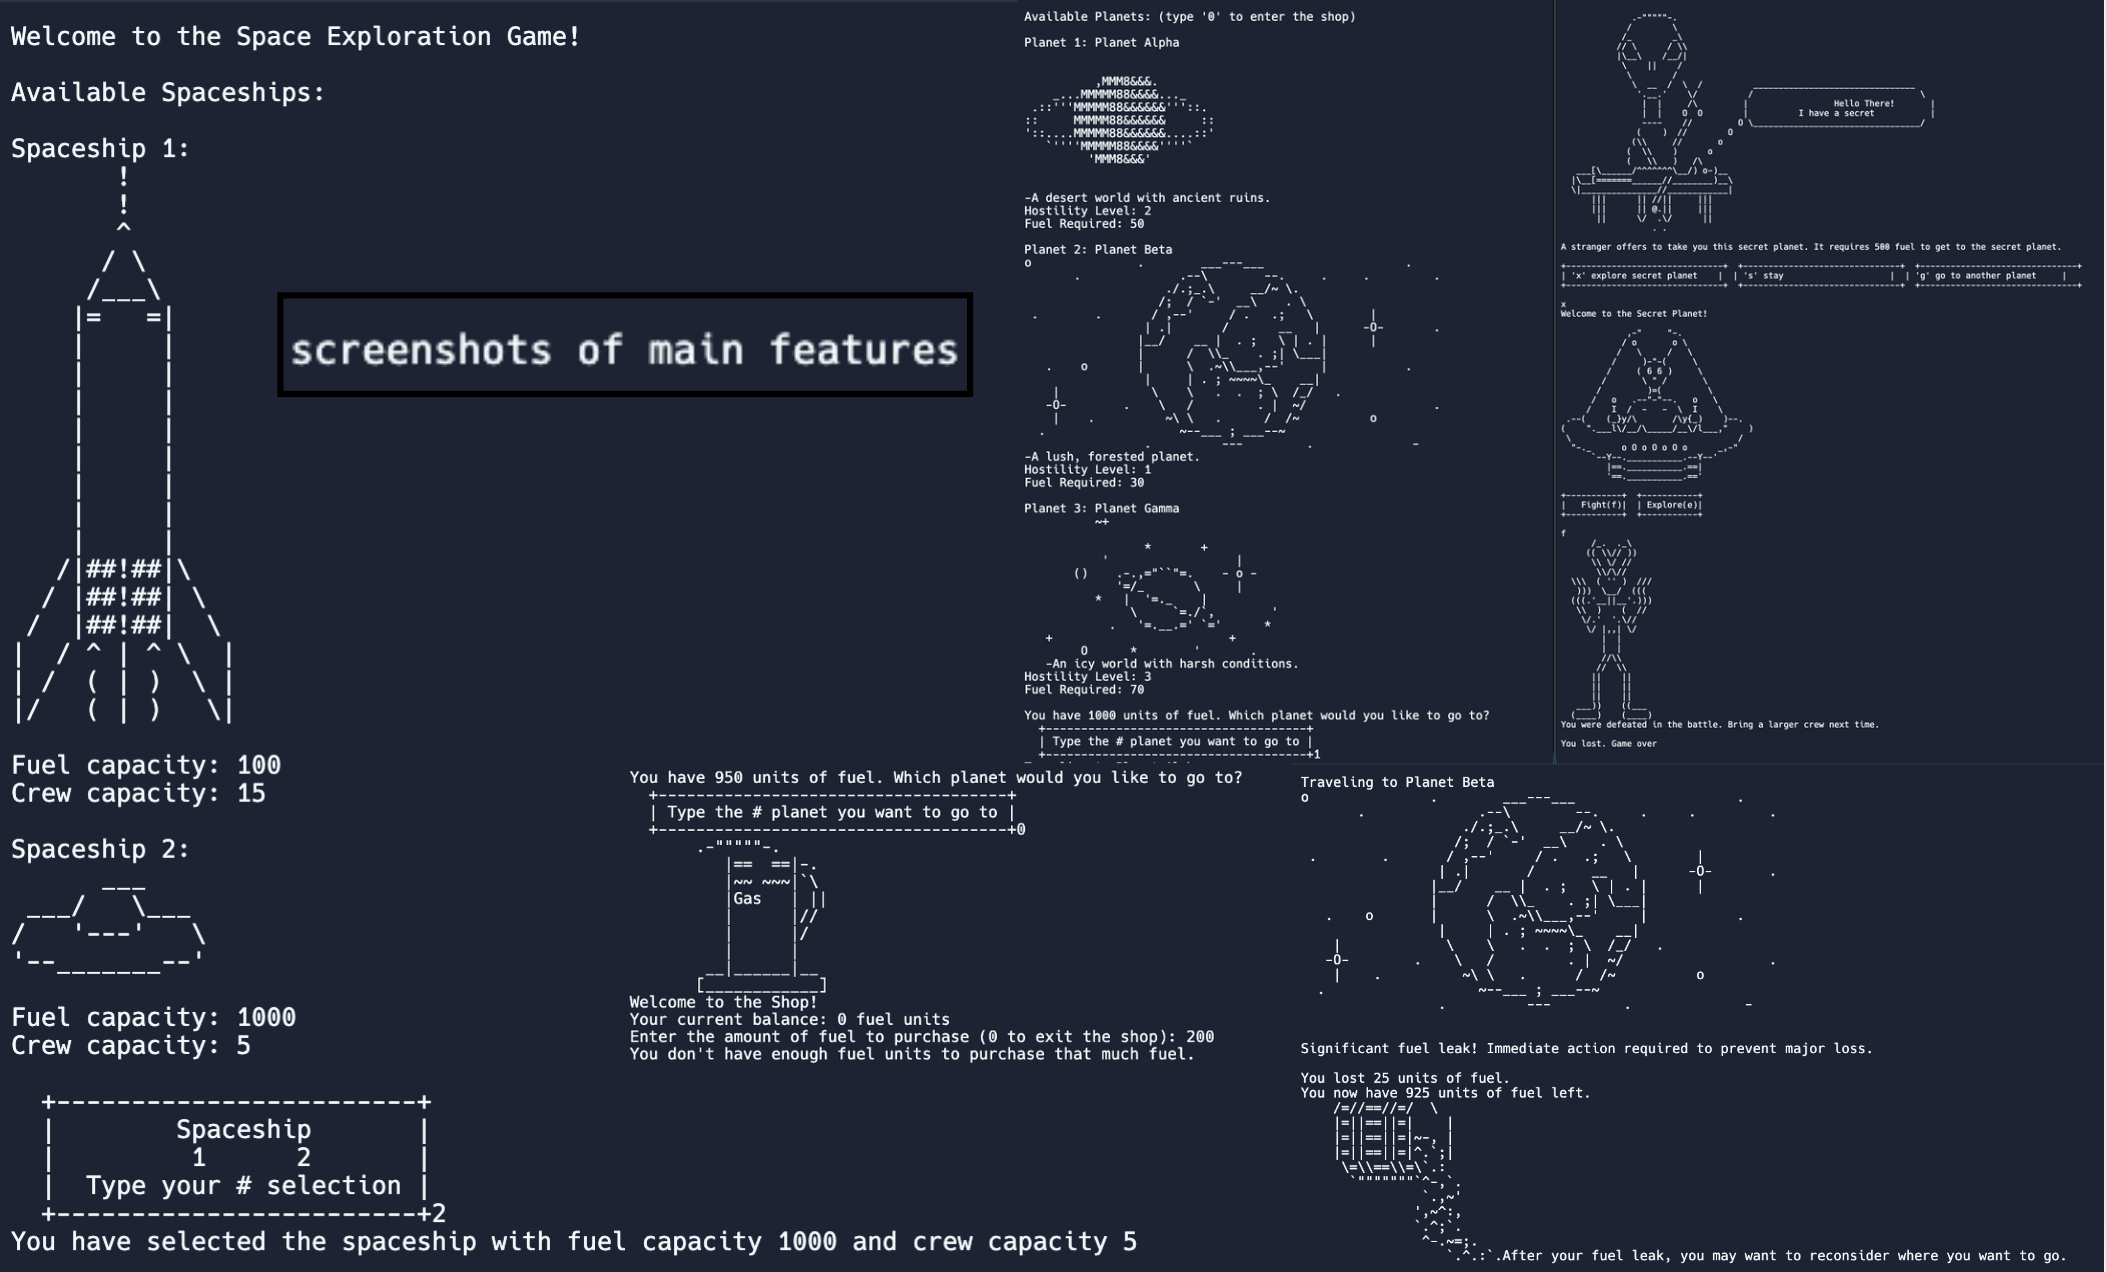 Welcome to the Space Exploration Game!
Available Spaceships:
Spaceship 1:
Fuel capacity: 100
Crew capacity: 15
Spaceship 2:
Fuel capacity: 1000
Crew capacity: 5
Spaceship
1 2
Type your # selection
2
You have selected the spaceship with fuel capacity 1000 and crew capacity 5
screenshots of main features
Available Planets: (type '0' to enter the shop)
Planet 1: Planet Alpha
-A desert world with ancient ruins.
Hostility Level: 2
Fuel Required: 50
Planet 2: Planet Beta
-A lush, forested planet.
Hostility Level: 1
Fuel Required: 30
Planet 3: Planet Gamma
-An icy world with harsh conditions.
Hostility Level: 3
Fuel Required: 70
You have 1000 units of fuel. Which planet would you like to go to?
Type the # planet you want to go to
1
Hello There!
I have a secret
A stranger offers to take you this secret planet. It requires 500 fuel to get to the secret planet.
'x' explore secret planet | 's' stay | 'g' go to another planet
x
Welcome to the Secret Planet!
Fight(f) | Explore(e)
f
You were defeated in the battle. Bring a larger crew next time.
You lost. Game over
You have 950 units of fuel. Which planet would you like to go to?
Type the # planet you want to go to
0
Gas
Welcome to the Shop!
Your current balance: 0 fuel units
Enter the amount of fuel to purchase (0 to exit the shop): 200
You don't have enough fuel units to purchase that much fuel.
Traveling to Planet Beta
Significant fuel leak! Immediate action required to prevent major loss.
You lost 25 units of fuel.
You now have 925 units of fuel left.
After your fuel leak, you may want to reconsider where you want to go.